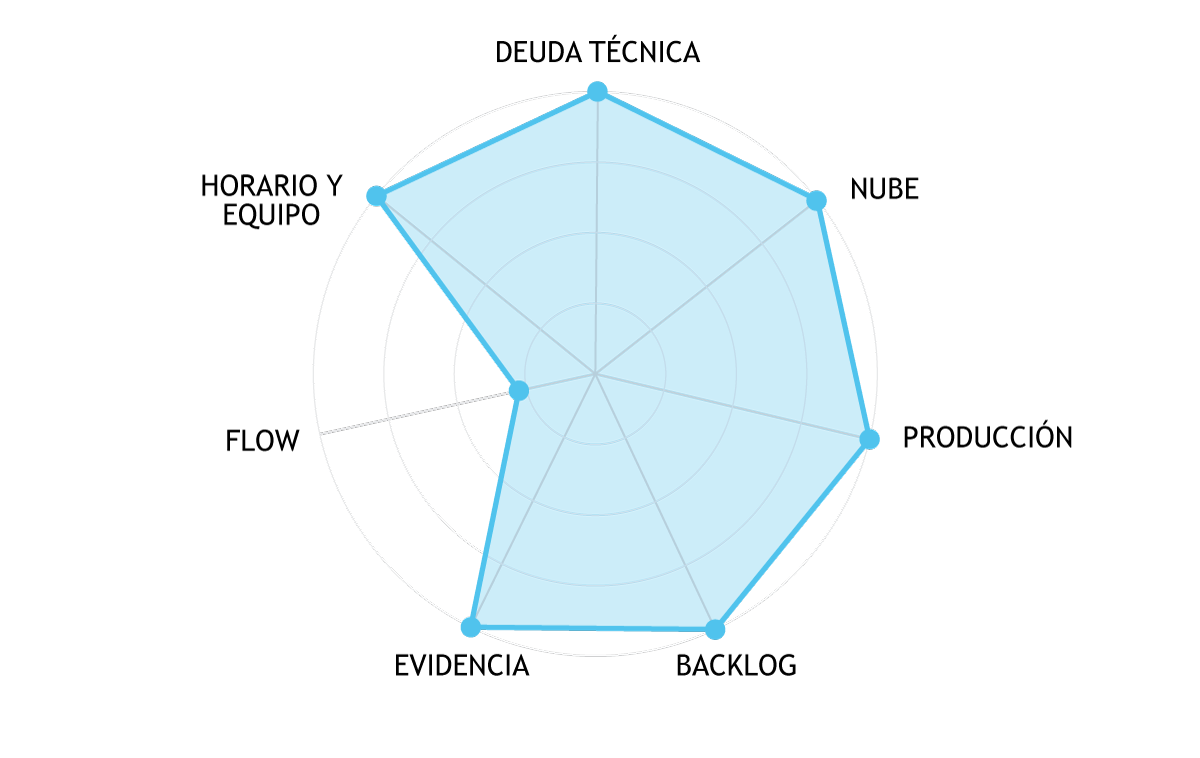 DEUDA TÉCNICA
NUBE
PRODUCCIÓN
BACKLOG
EVIDENCIA
FLOW
HORARIO Y
EQUIPO